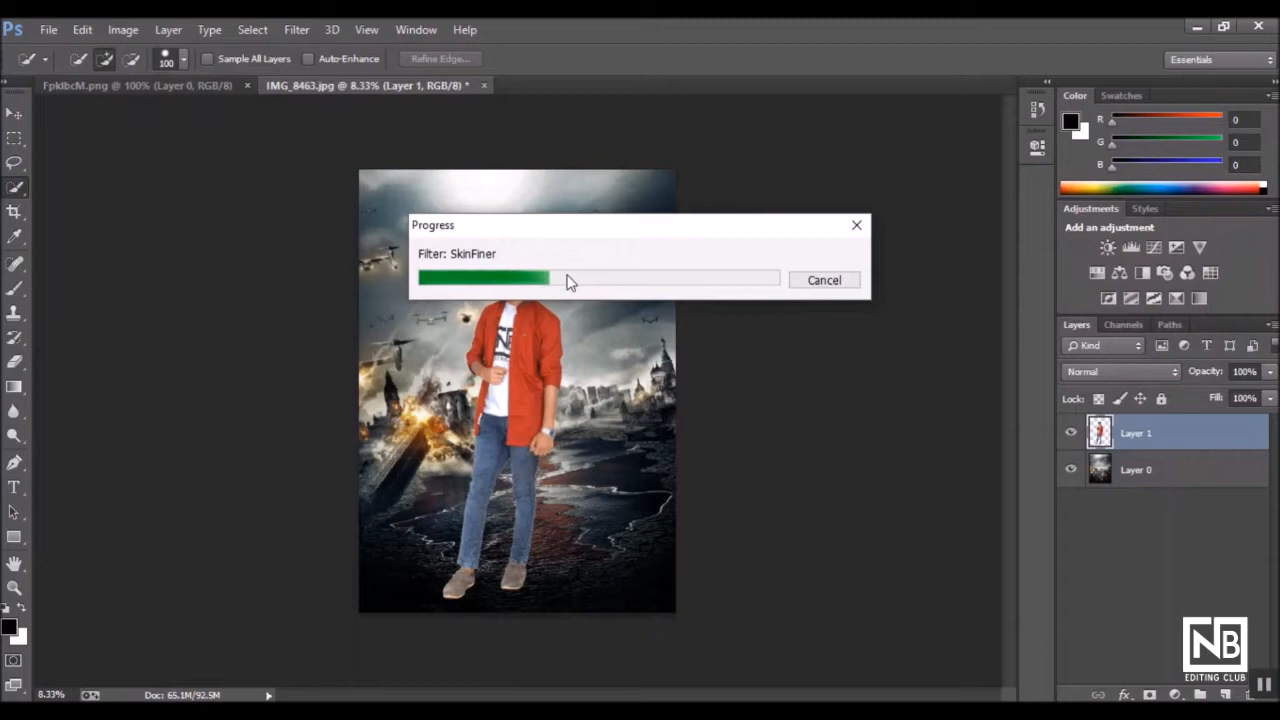 Ps File Edit Image Layer Type Select Filter 3D View Window Help
100 Sample All Layers Auto-Enhance Refine Edge... Essentials
FpkIbcM.png @ 100% (Layer 0, RGB/8) × IMG_8463.jpg @ 8.33% (Layer 1, RGB/8) * ×
Color Swatches
R 0
G 0
B 0
Adjustments Styles
Add an adjustment
Progress
Filter: SkinFiner
Cancel
Layers Channels Paths
Kind
Normal Opacity: 100%
Lock: Fill: 100%
Layer 1
Layer 0
NB
NB
EDITING CLUB
8.33% Doc: 65.1M/92.5M